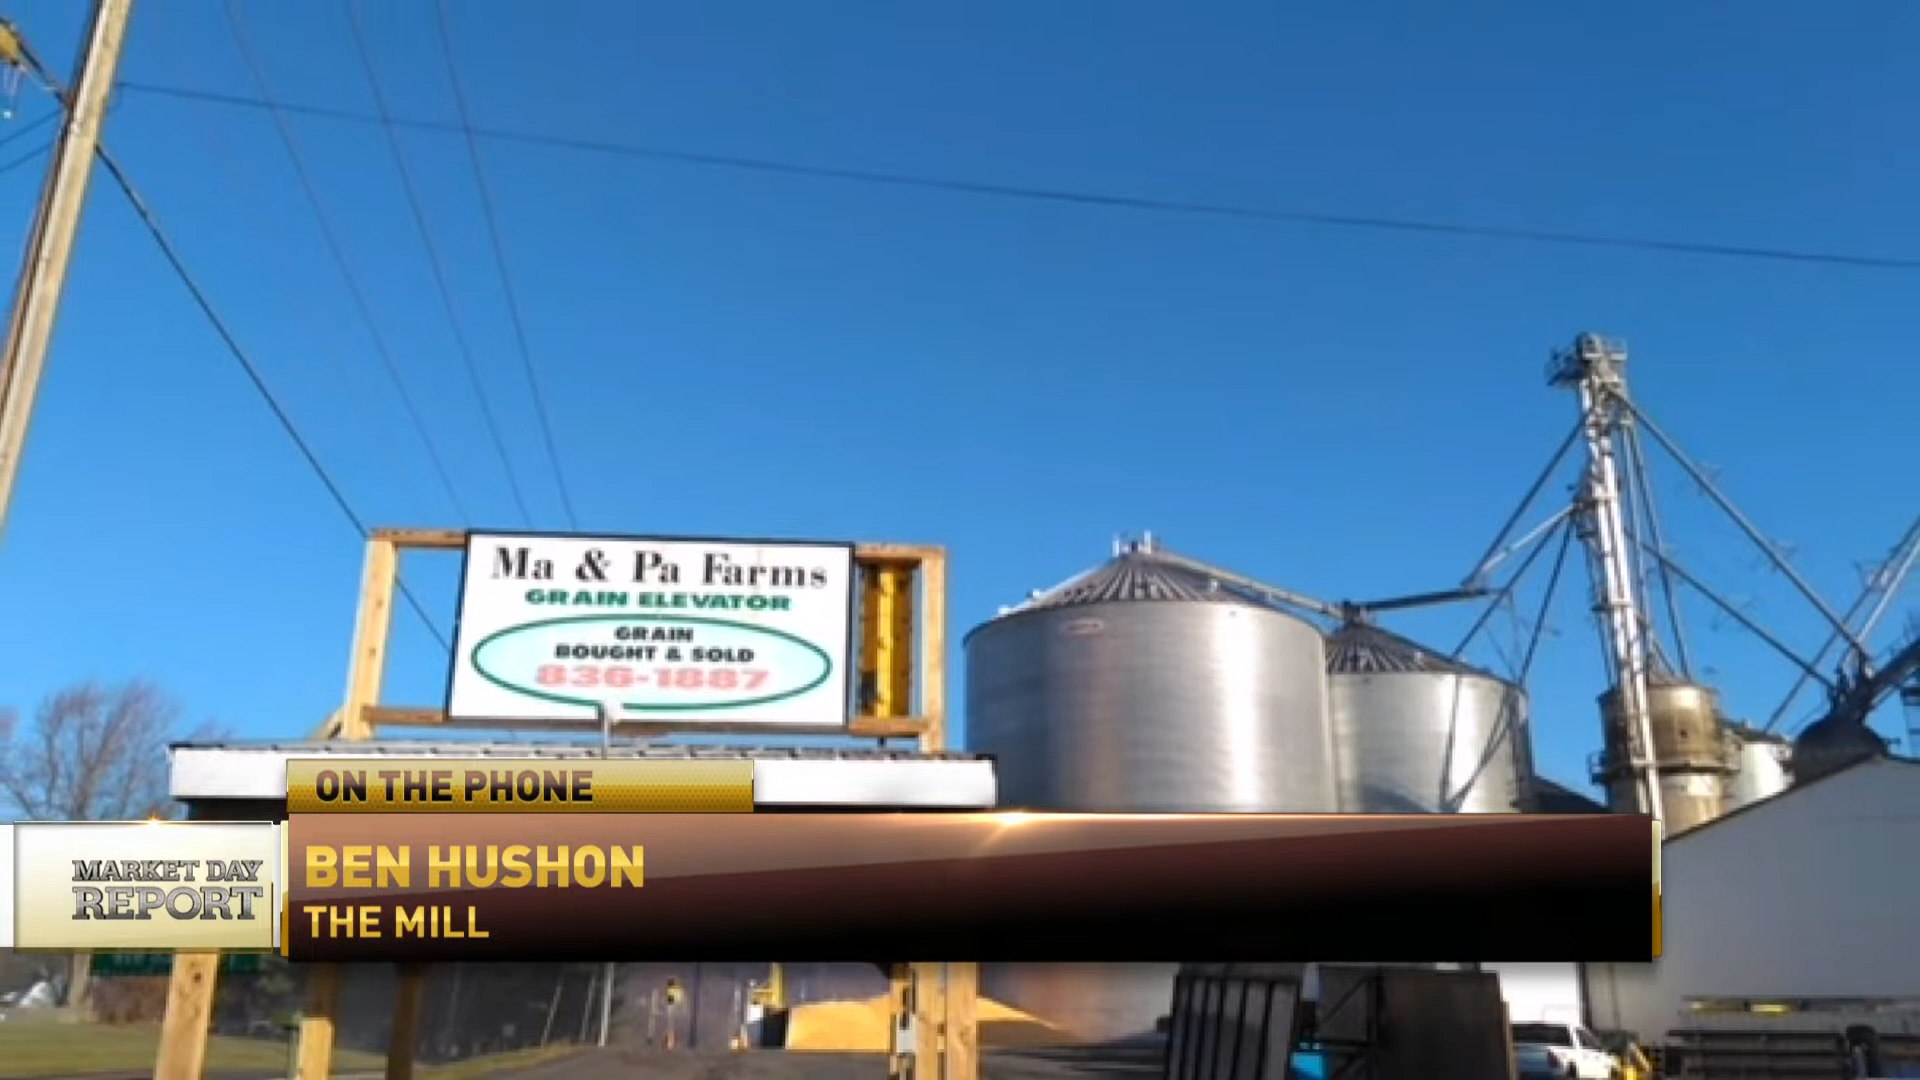 Ma & Pa Farms
GRAIN ELEVATOR
GRAIN
BOUGHT & SOLD
836-1887
ON THE PHONE
MARKET DAY
REPORT
BEN HUSHON
THE MILL